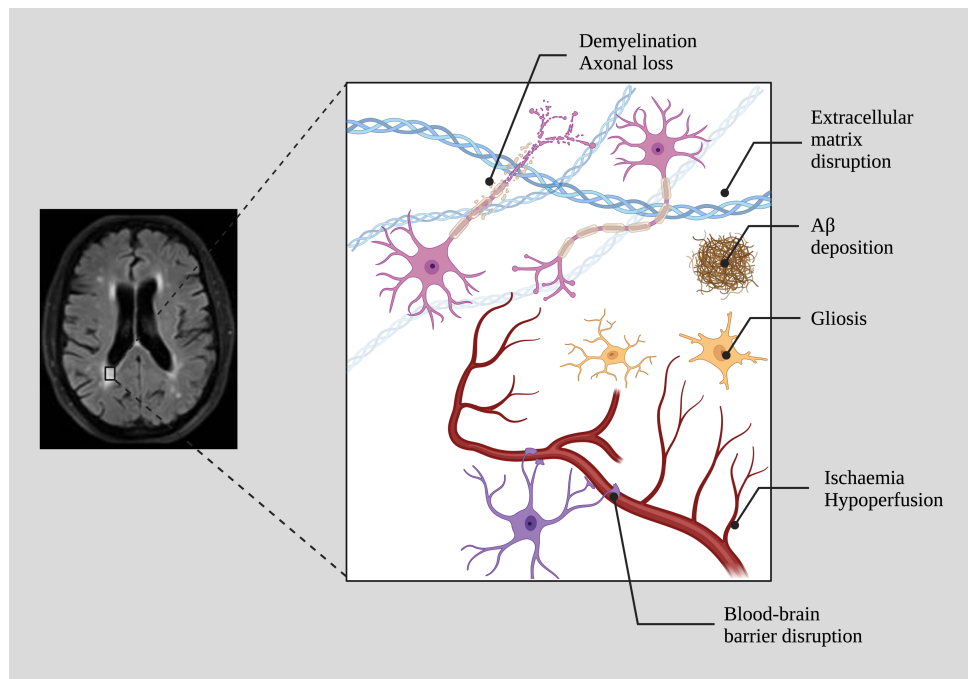 Demyelination
Axonal loss
Extracellular
matrix
disruption
Aβ
deposition
Gliosis
Ischaemia
Hypoperfusion
Blood-brain
barrier disruption